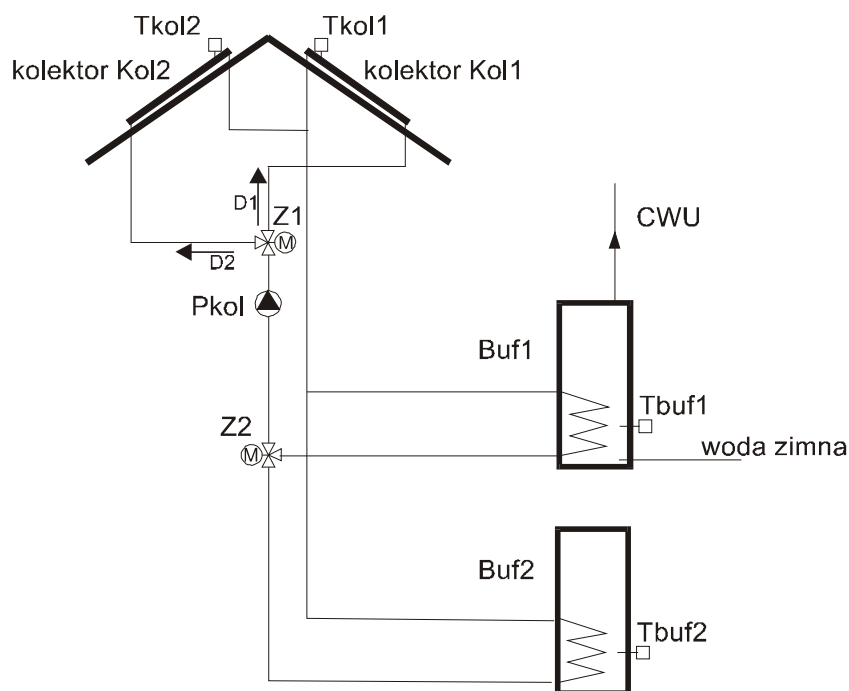 Tkol2
Tkol1
kolektor Kol2
kolektor Kol1
D1
Z1
M
D2
CWU
Pkol
Buf1
Tbuf1
Z2
M
woda zimna
Buf2
Tbuf2